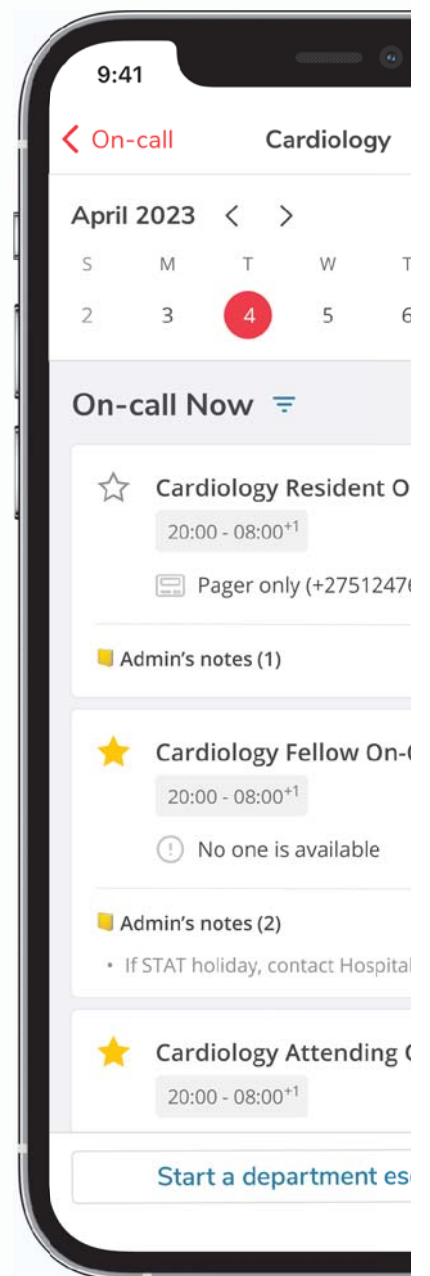 9:41
On-call Cardiology
April 2023 < >
S M T W T
2 3 4 5 6
On-call Now
Cardiology Resident O
20:00 - 08:00+1
Pager only (+2751247
Admin's notes (1)
Cardiology Fellow On-
20:00 - 08:00+1
No one is available
Admin's notes (2)
• If STAT holiday, contact Hospital
Cardiology Attending
20:00 - 08:00+1
Start a department es